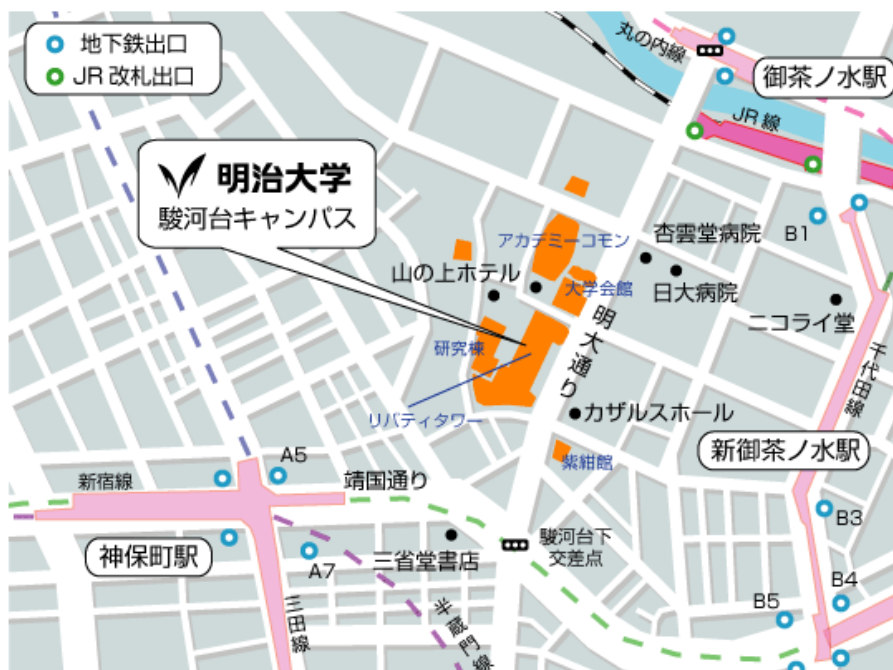 地下鉄出口
JR改札出口
丸の内線
御茶ノ水駅
JR線
明治大学
駿河台キャンパス
アカデミーコモン
杏雲堂病院
B1
山の上ホテル
大学会館
日大病院
ニコライ堂
明大通り
研究棟
千代田線
リバティタワー
カザルスホール
新御茶ノ水駅
紫紺館
A5
新宿線
靖国通り
B3
神保町駅
A7
三省堂書店
駿河台下
交差点
三田線
半蔵門線
B5
B4